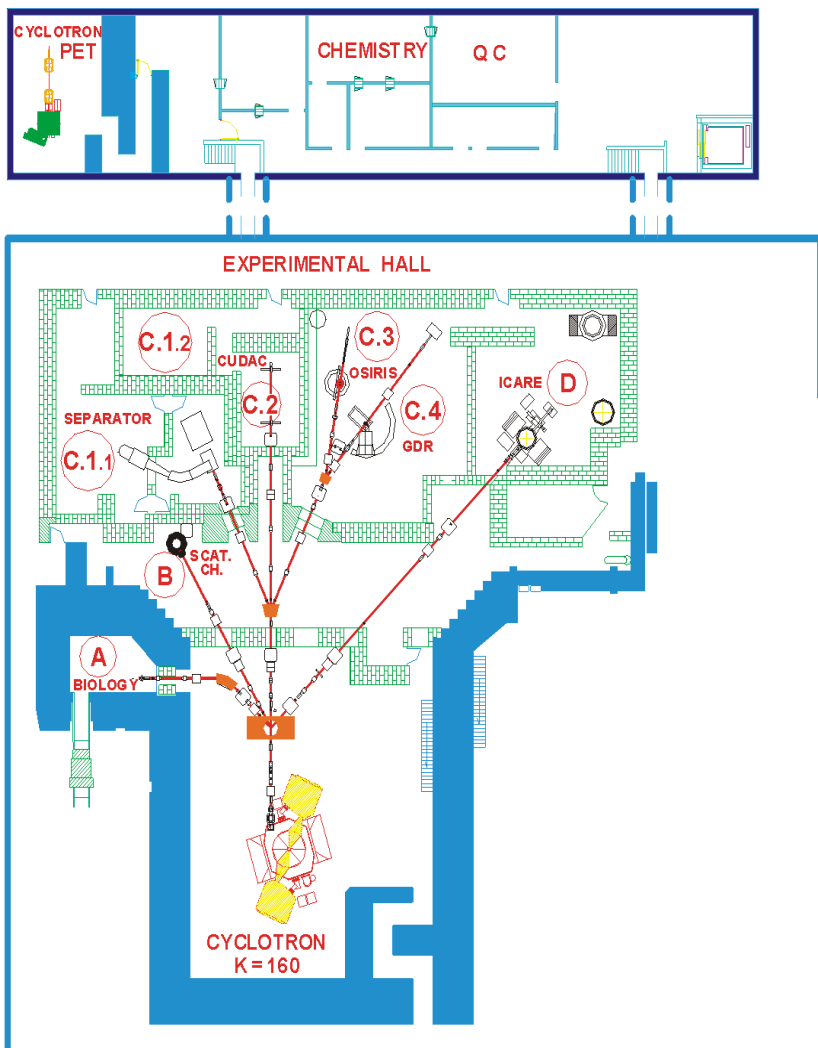 CYCLOTRON
PET
CHEMISTRY
QC
EXPERIMENTAL HALL
C.1.2
C.3
CUDAC
OSIRIS
D
ICARE
C.2
C.4
SEPARATOR
GDR
C.1.1
SCAT.
CH.
B
A
BIOLOGY
CYCLOTRON
K=160